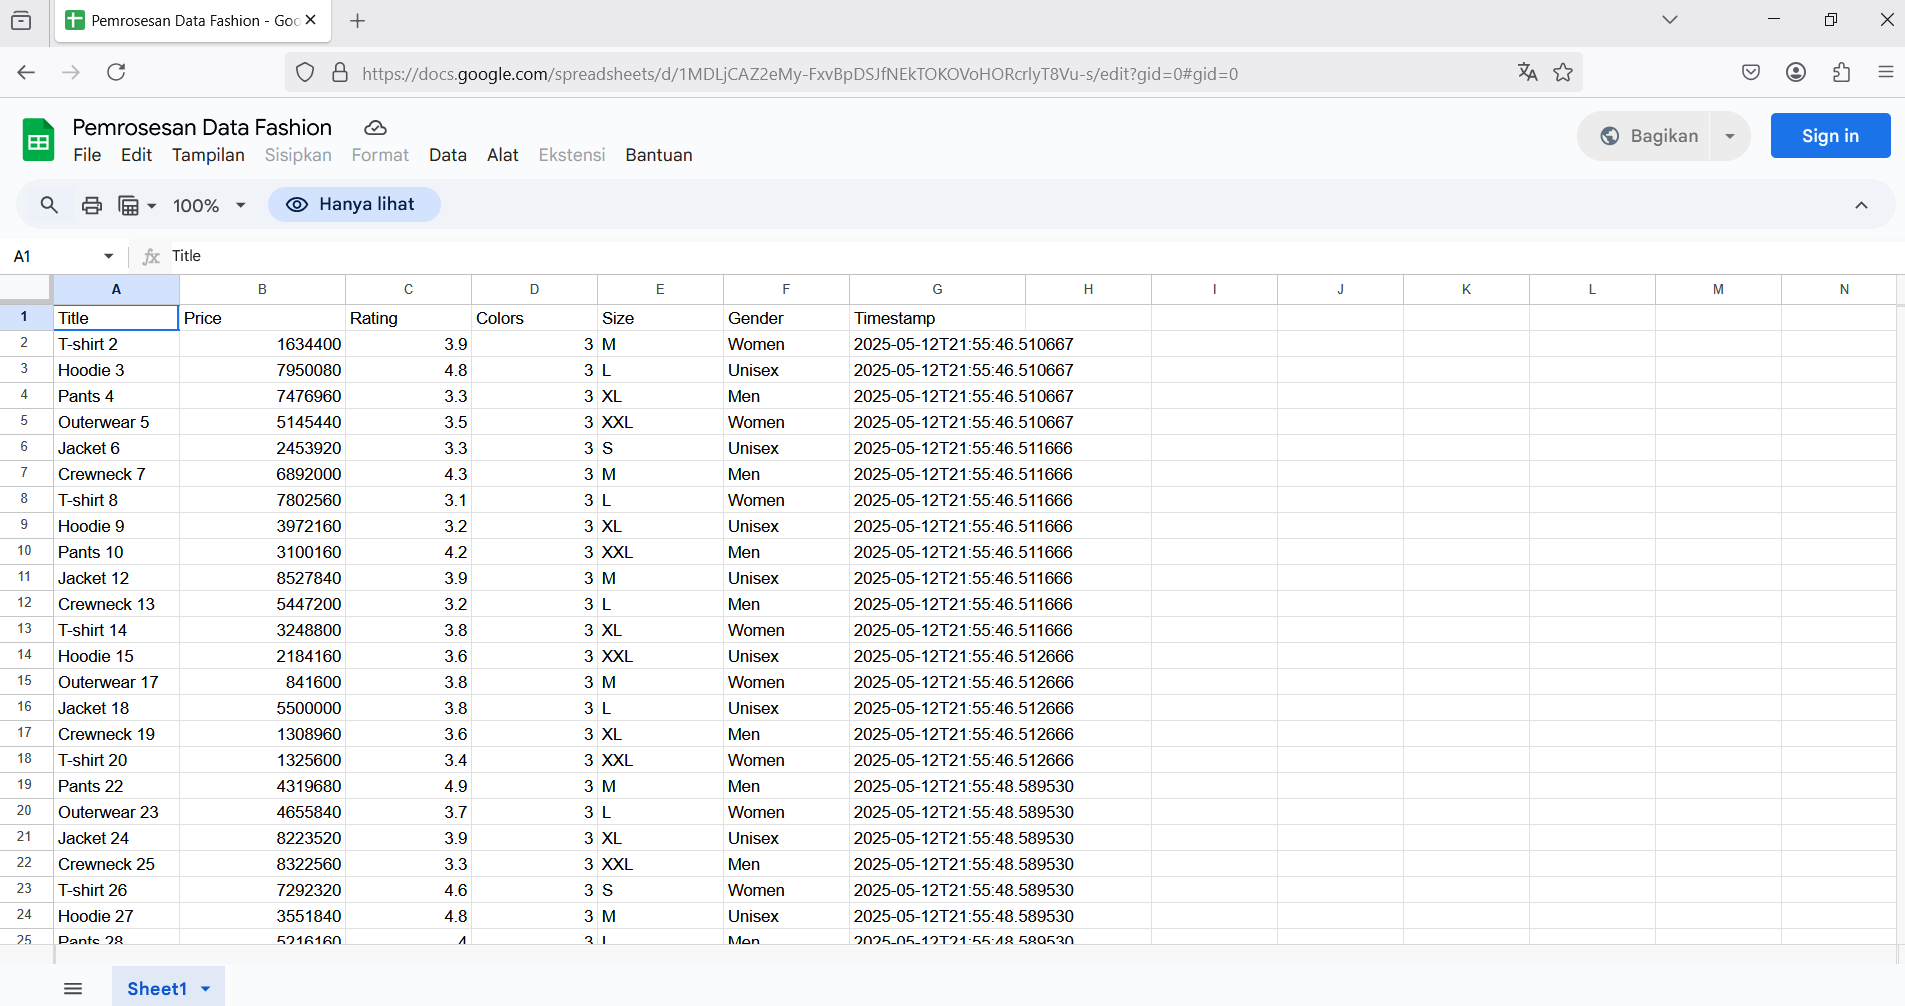 Pemrosesan Data Fashion - Goo
https://docs.google.com/spreadsheets/d/1MDLjCAZ2eMy-FxvBpDSJfNEkTOKOVoHORcrlyT8Vu-s/edit?gid=0#gid=0
Pemrosesan Data Fashion
File Edit Tampilan Sisipkan Format Data Alat Ekstensi Bantuan
Bagikan
Sign in
100% Hanya lihat
A1 fx Title
A B C D E F G H I J K L M N
1 Title Price Rating Colors Size Gender Timestamp
2 T-shirt 2 1634400 3.9 3 M Women 2025-05-12T21:55:46.510667
3 Hoodie 3 7950080 4.8 3 L Unisex 2025-05-12T21:55:46.510667
4 Pants 4 7476960 3.3 3 XL Men 2025-05-12T21:55:46.510667
5 Outerwear 5 5145440 3.5 3 XXL Women 2025-05-12T21:55:46.510667
6 Jacket 6 2453920 3.3 3 S Unisex 2025-05-12T21:55:46.511666
7 Crewneck 7 6892000 4.3 3 M Men 2025-05-12T21:55:46.511666
8 T-shirt 8 7802560 3.1 3 L Women 2025-05-12T21:55:46.511666
9 Hoodie 9 3972160 3.2 3 XL Unisex 2025-05-12T21:55:46.511666
10 Pants 10 3100160 4.2 3 XXL Men 2025-05-12T21:55:46.511666
11 Jacket 12 8527840 3.9 3 M Unisex 2025-05-12T21:55:46.511666
12 Crewneck 13 5447200 3.2 3 L Men 2025-05-12T21:55:46.511666
13 T-shirt 14 3248800 3.8 3 XL Women 2025-05-12T21:55:46.511666
14 Hoodie 15 2184160 3.6 3 XXL Unisex 2025-05-12T21:55:46.512666
15 Outerwear 17 841600 3.8 3 M Women 2025-05-12T21:55:46.512666
16 Jacket 18 5500000 3.8 3 L Unisex 2025-05-12T21:55:46.512666
17 Crewneck 19 1308960 3.6 3 XL Men 2025-05-12T21:55:46.512666
18 T-shirt 20 1325600 3.4 3 XXL Women 2025-05-12T21:55:46.512666
19 Pants 22 4319680 4.9 3 M Men 2025-05-12T21:55:48.589530
20 Outerwear 23 4655840 3.7 3 L Women 2025-05-12T21:55:48.589530
21 Jacket 24 8223520 3.9 3 XL Unisex 2025-05-12T21:55:48.589530
22 Crewneck 25 8322560 3.3 3 XXL Men 2025-05-12T21:55:48.589530
23 T-shirt 26 7292320 4.6 3 S Women 2025-05-12T21:55:48.589530
24 Hoodie 27 3551840 4.8 3 M Unisex 2025-05-12T21:55:48.589530
25 Pants 28 5216160 4 3 L Men 2025-05-12T21:55:48.589530
Sheet1